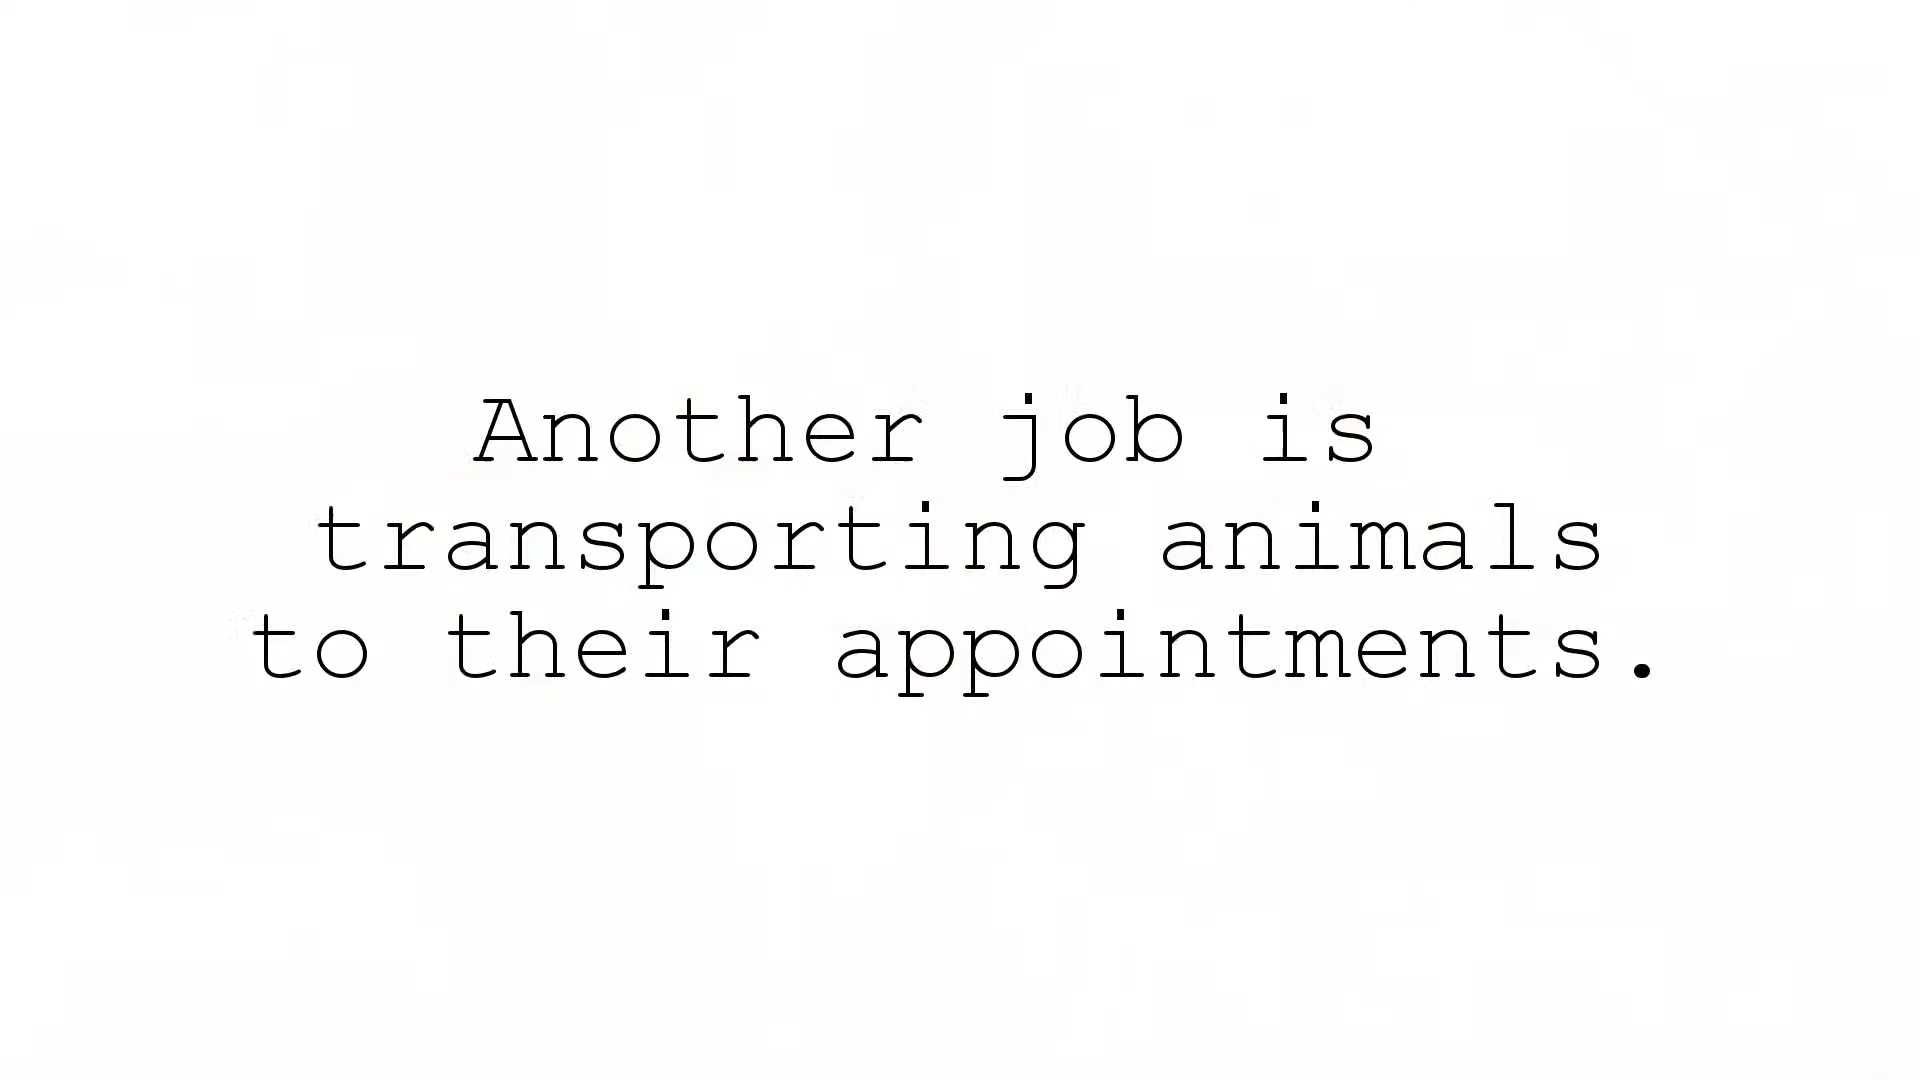 Another job is
transporting animals
to their appointments.